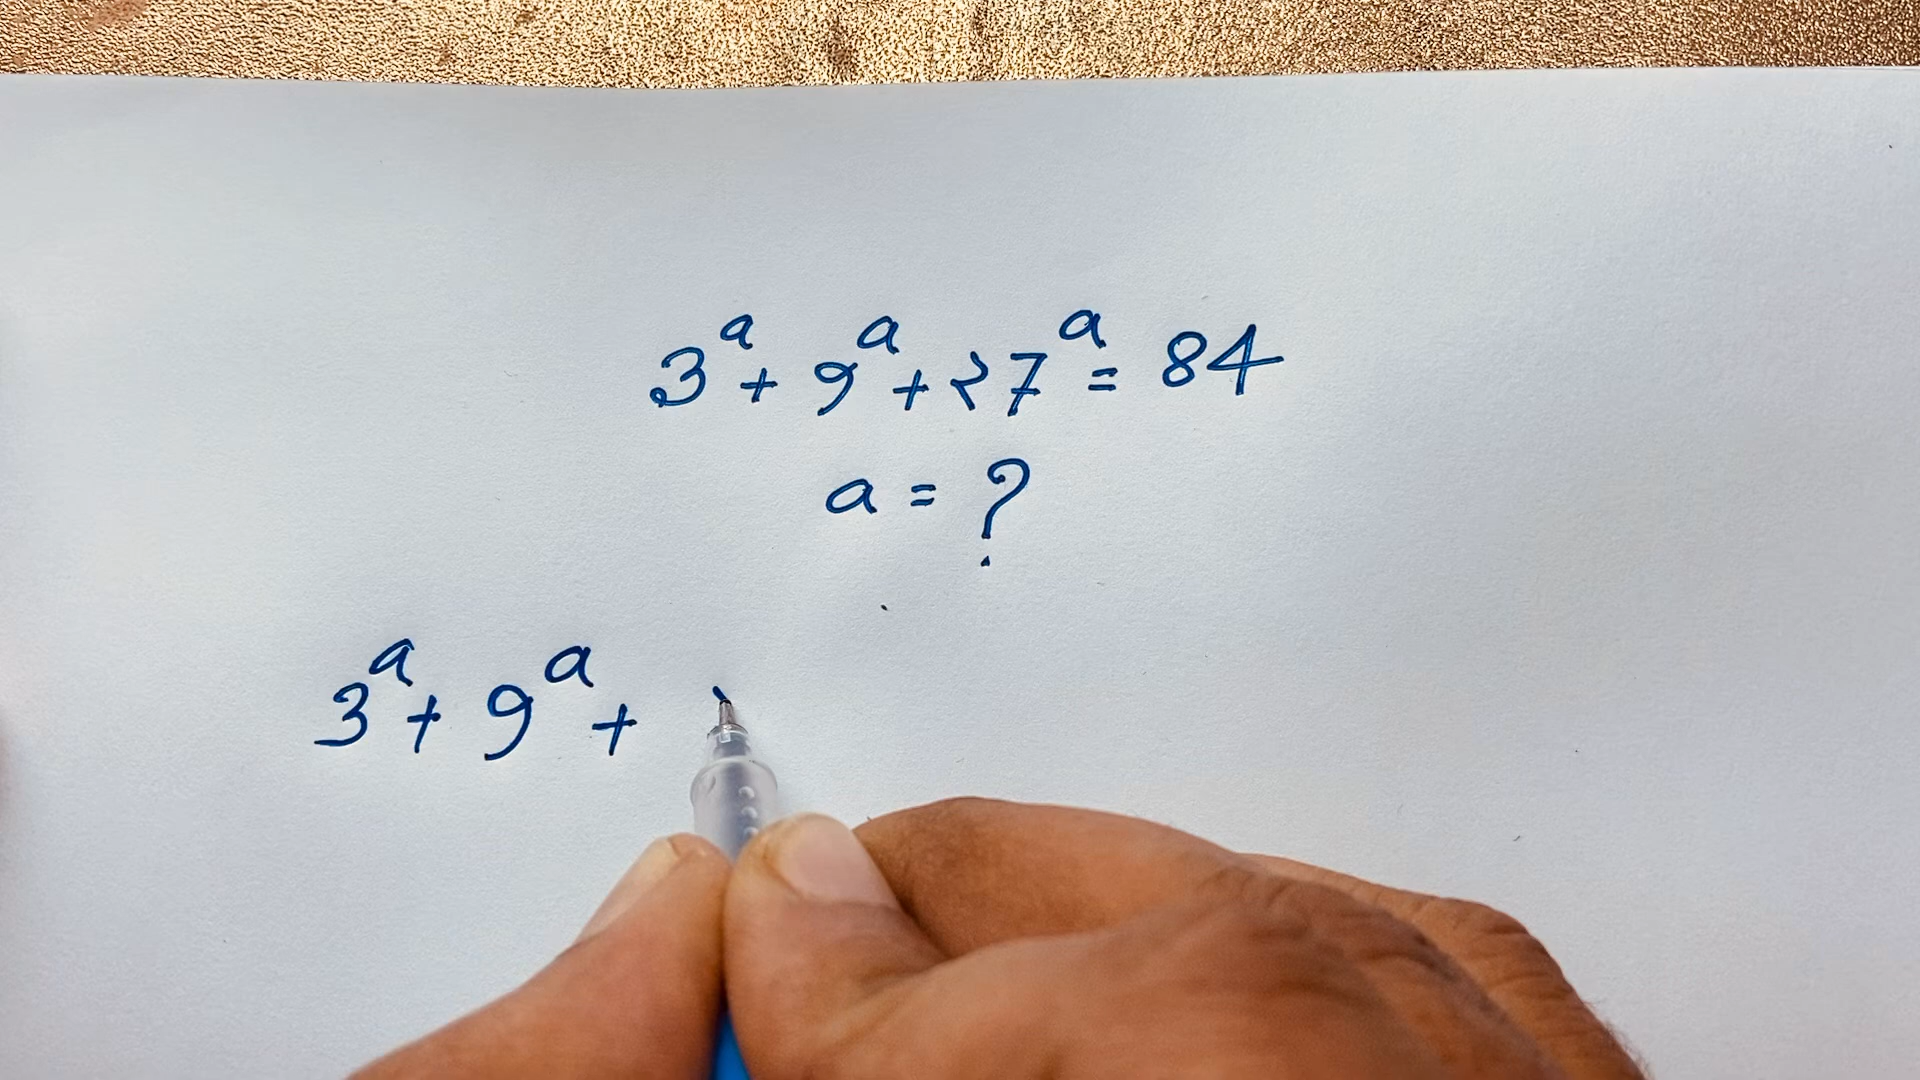 3^a + 9^a + 27^a = 84
a = ?
3^a + 9^a +